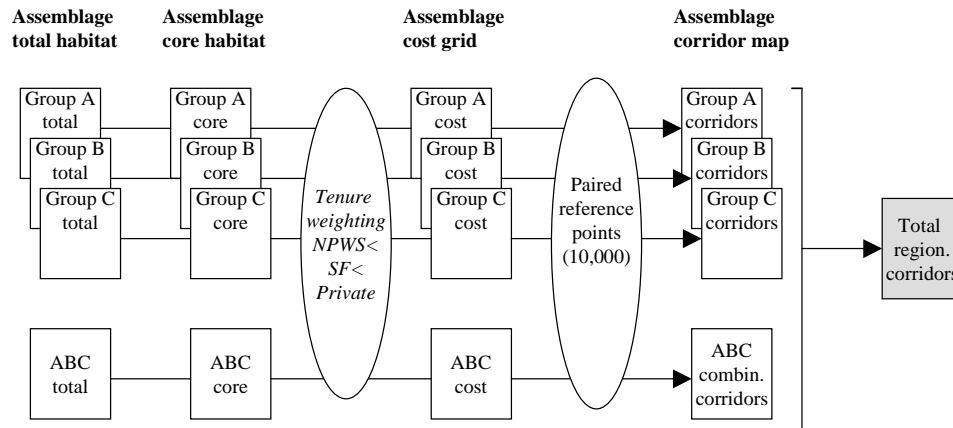 Assemblage
total habitat
Assemblage
core habitat
Assemblage
cost grid
Assemblage
corridor map
Group A
total
Group B
total
Group C
total
Group A
core
Group B
core
Group C
core
Tenure
weighting
NPWS<
SF<
Private
Group A
cost
Group B
cost
Group C
cost
Paired
reference
points
(10,000)
Group A
corridors
Group B
corridors
Group C
corridors
Total
region.
corridors
ABC
total
ABC
core
ABC
cost
ABC
combin.
corridors